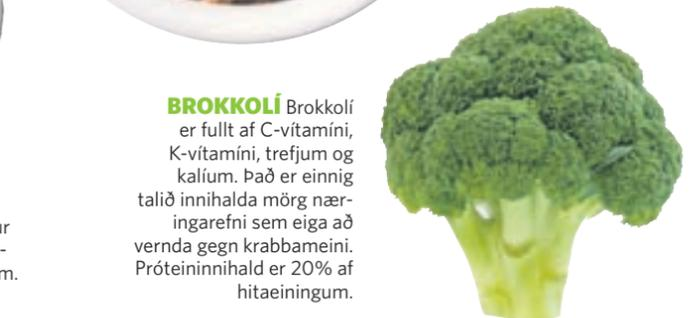 BROKKOLÍ Brokkolí
er fullt af C-vítamíni,
K-vítamíni, trefjum og
kalíum. Það er einnig
talið innihalda mörg nær-
ingarefni sem eiga að
vernda gegn krabbameini.
Próteininnihald er 20% af
hitaeiningum.
ur
-
m.